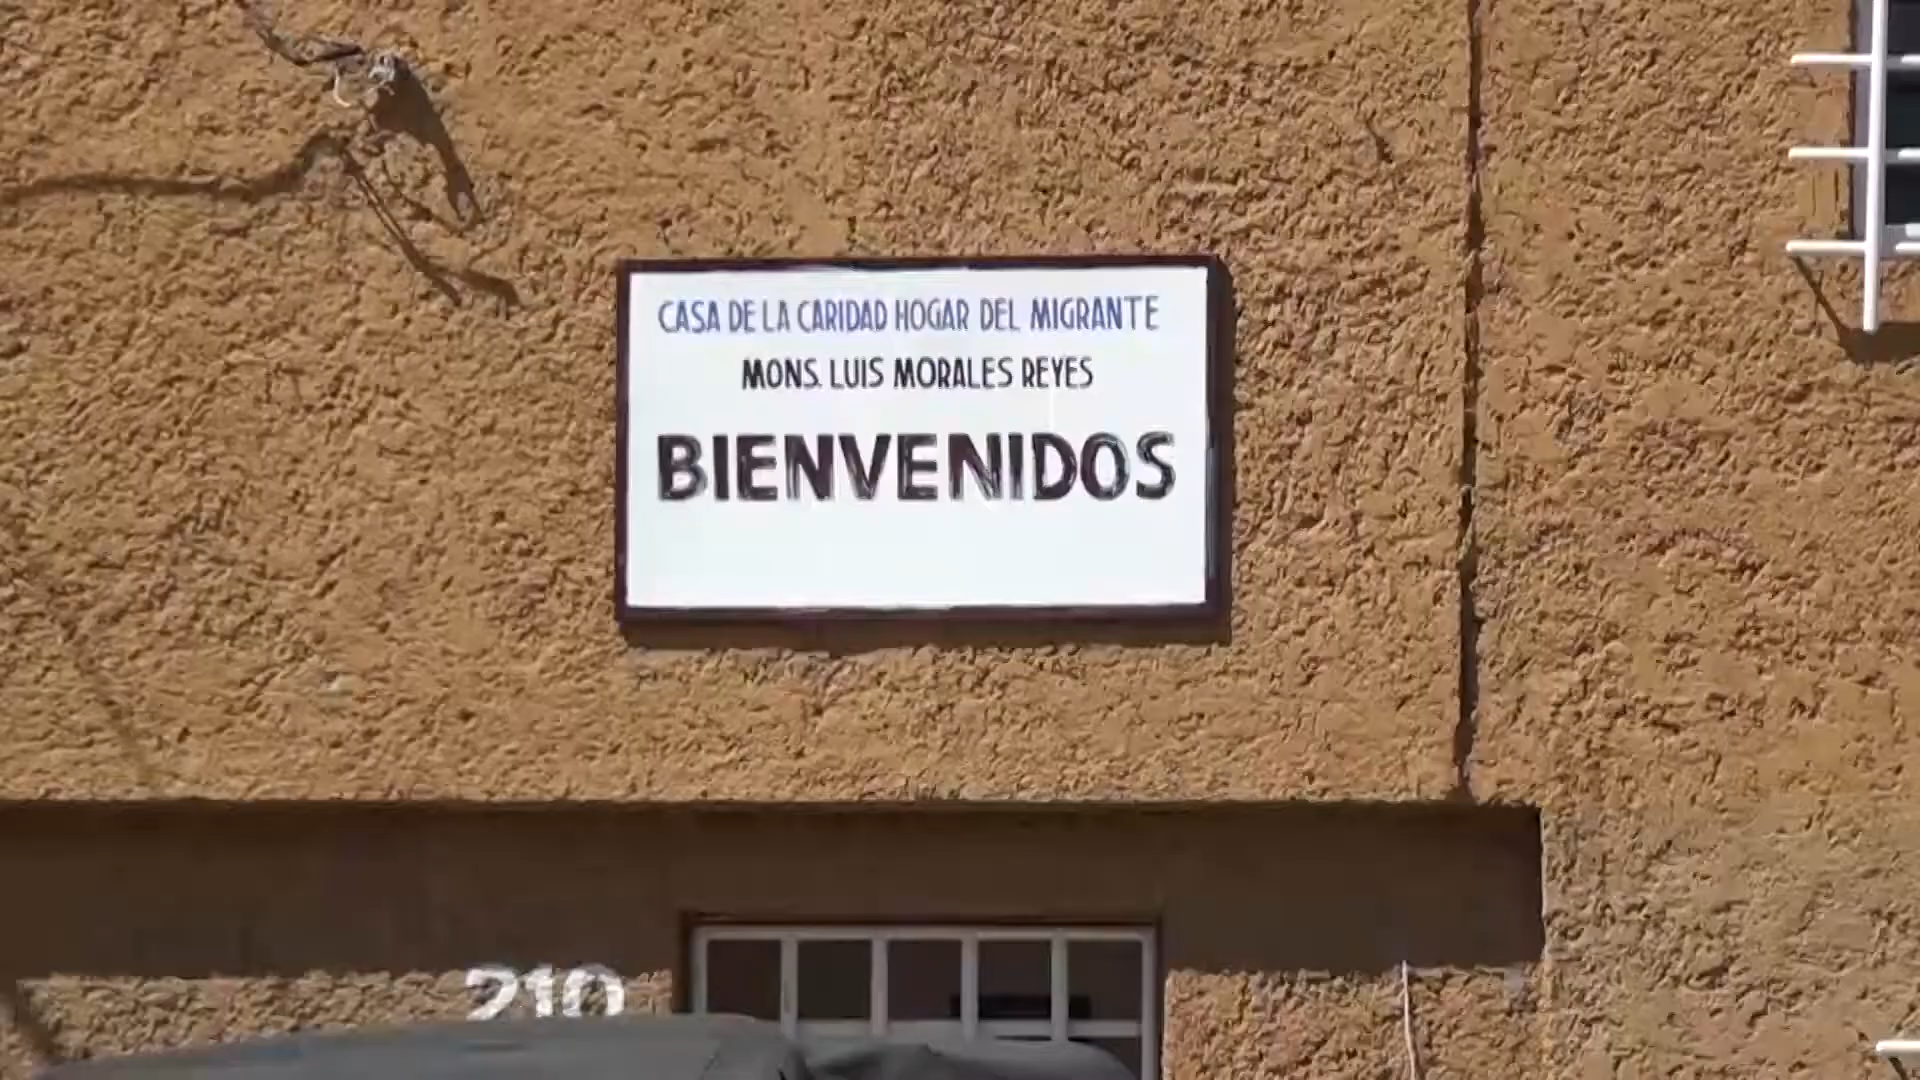 CASA DE LA CARIDAD HOGAR DEL MIGRANTE
MONS. LUIS MORALES REYES
BIENVENIDOS
210